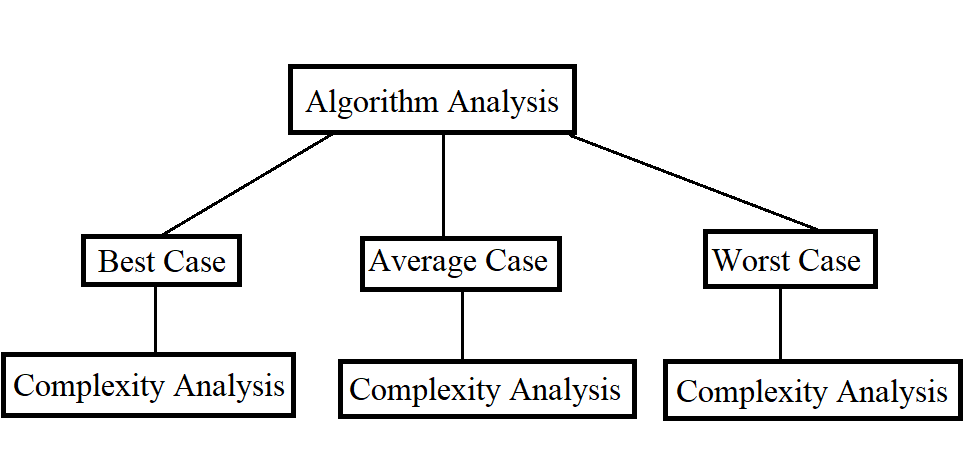 Algorithm Analysis
Best Case
Average Case
Worst Case
Complexity Analysis
Complexity Analysis
Complexity Analysis